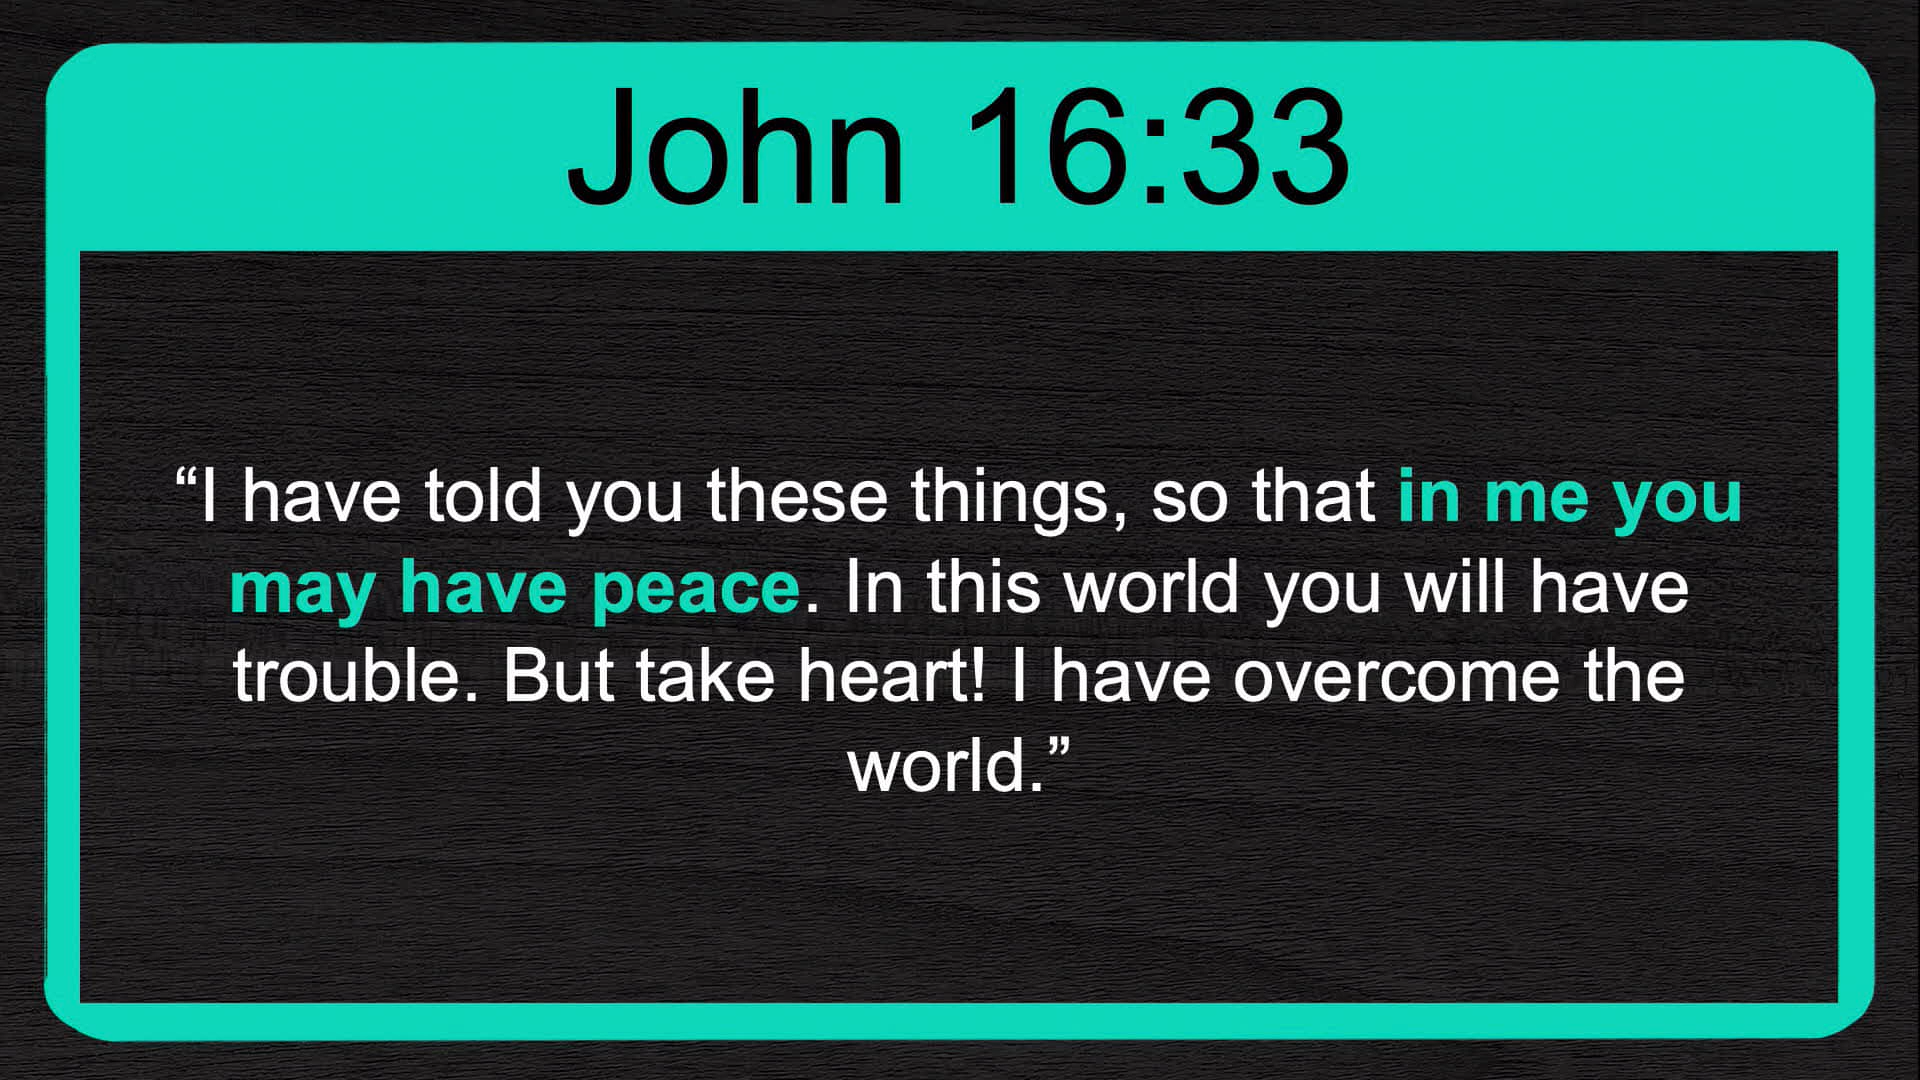 John 16:33
“I have told you these things, so that in me you
may have peace. In this world you will have
trouble. But take heart! I have overcome the
world.”